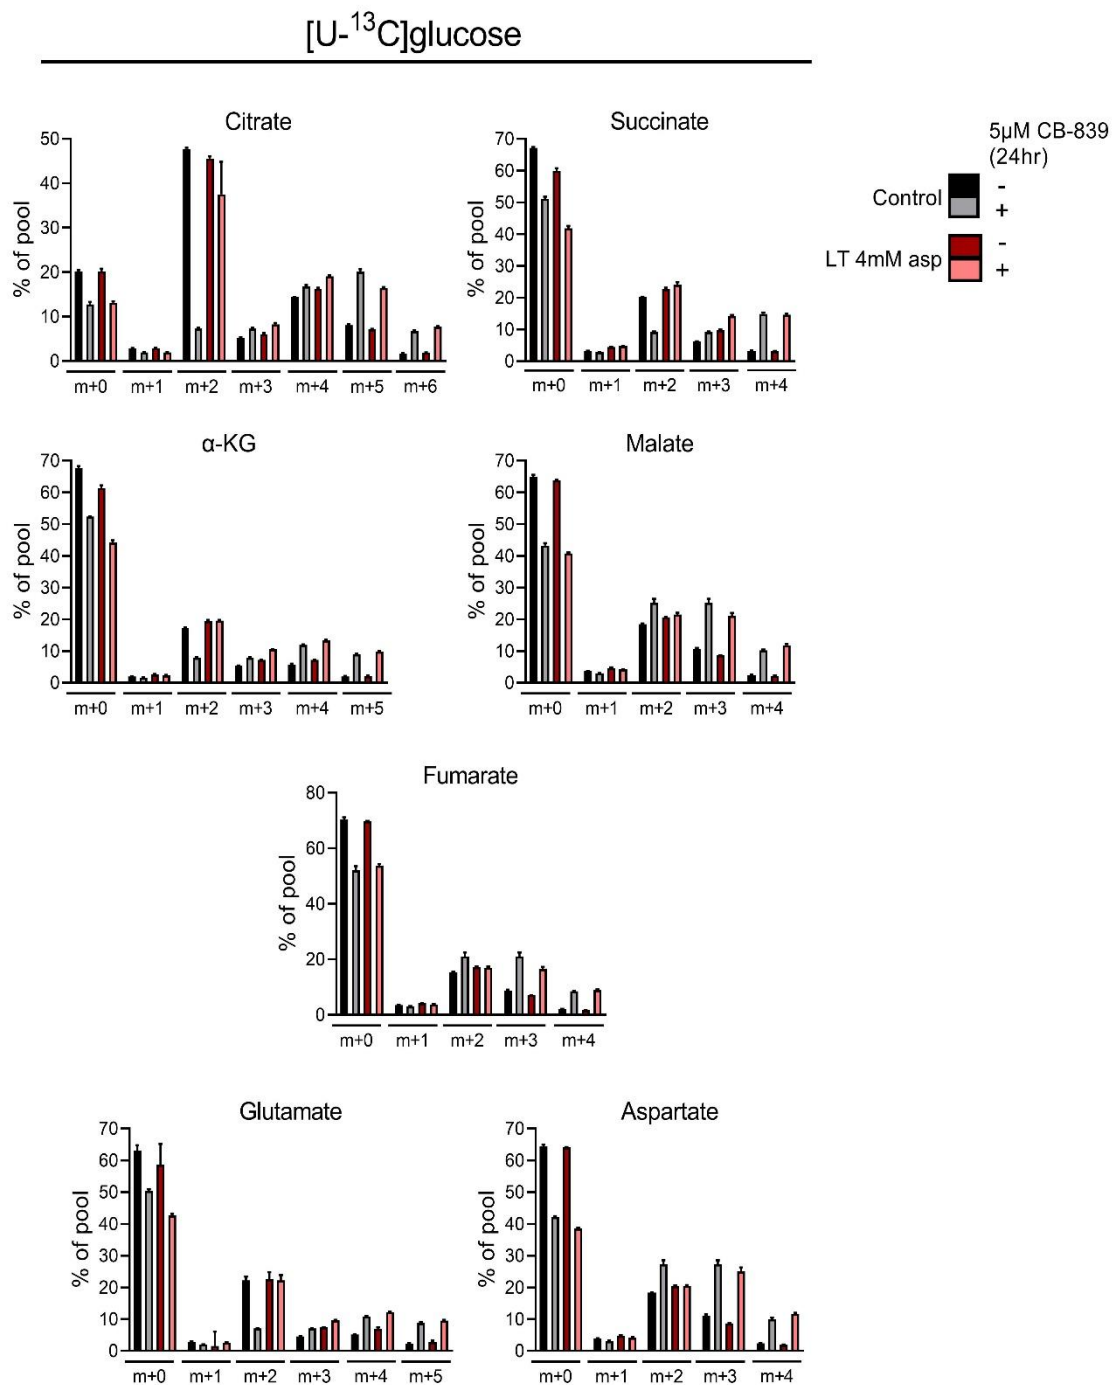 [U-¹³C]glucose
Citrate
% of pool
50
40
30
20
10
0
m+0 m+1 m+2 m+3 m+4 m+5 m+6
Succinate
% of pool
70
60
50
40
30
20
10
0
m+0 m+1 m+2 m+3 m+4
5µM CB-839
(24hr)
Control -
+
LT 4mM asp -
+
α-KG
% of pool
70
60
50
40
30
20
10
0
m+0 m+1 m+2 m+3 m+4 m+5
Malate
% of pool
70
60
50
40
30
20
10
0
m+0 m+1 m+2 m+3 m+4
Fumarate
% of pool
80
60
40
20
0
m+0 m+1 m+2 m+3 m+4
Glutamate
% of pool
70
60
50
40
30
20
10
0
m+0 m+1 m+2 m+3 m+4 m+5
Aspartate
% of pool
70
60
50
40
30
20
10
0
m+0 m+1 m+2 m+3 m+4